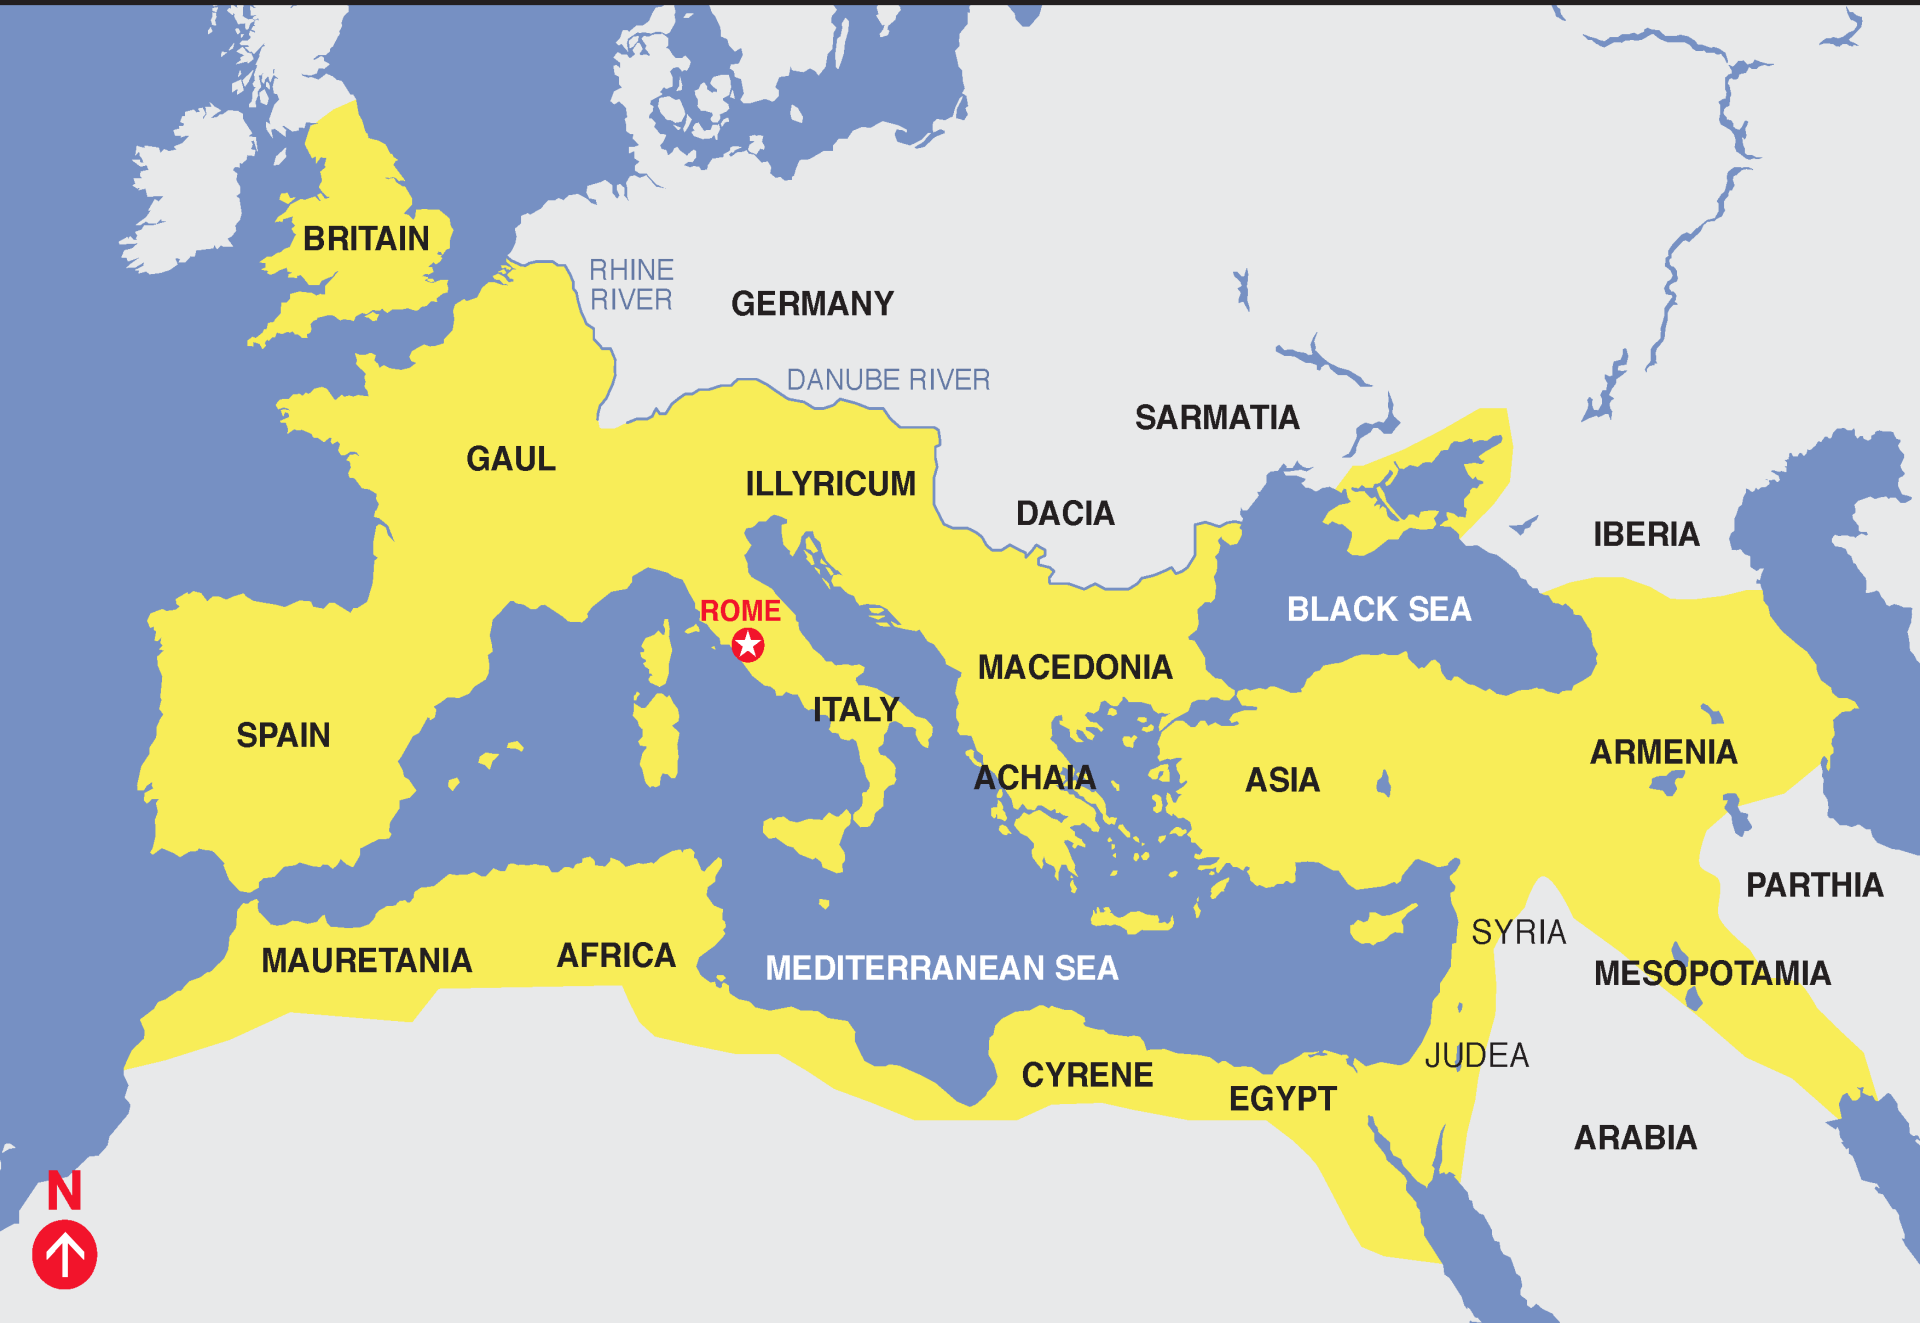 BRITAIN
RHINE
RIVER
GERMANY
DANUBE RIVER
SARMATIA
GAUL
ILLYRICUM
DACIA
IBERIA
ROME
BLACK SEA
MACEDONIA
ITALY
SPAIN
ACHAIA
ASIA
ARMENIA
PARTHIA
SYRIA
MAURETANIA
AFRICA
MEDITERRANEAN SEA
MESOPOTAMIA
JUDEA
CYRENE
EGYPT
ARABIA
N